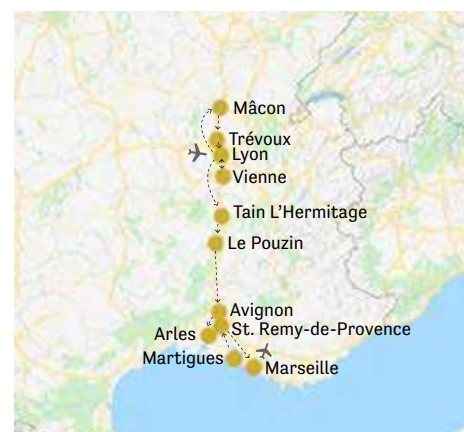 Mâcon
Trévoux
Lyon
Vienne
Tain L'Hermitage
Le Pouzin
Avignon
St. Remy-de-Provence
Arles
Martigues
Marseille